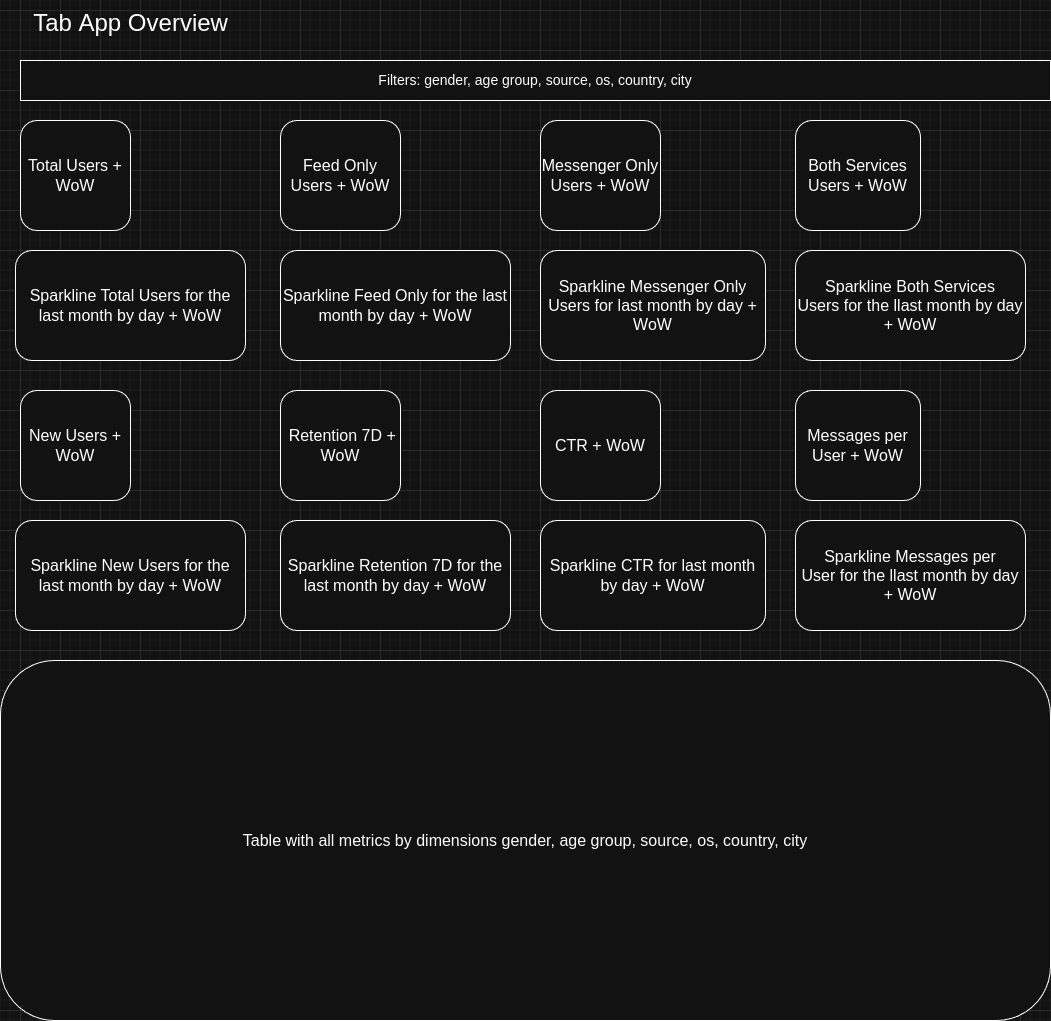 Tab App Overview
Filters: gender, age group, source, os, country, city
Total Users +
WoW
Feed Only
Users + WoW
Messenger Only
Users + WoW
Both Services
Users + WoW
Sparkline Total Users for the
last month by day + WoW
Sparkline Feed Only for the last
month by day + WoW
Sparkline Messenger Only
Users for last month by day +
WoW
Sparkline Both Services
Users for the llast month by day
+ WoW
New Users +
WoW
Retention 7D +
WoW
CTR + WoW
Messages per
User + WoW
Sparkline New Users for the
last month by day + WoW
Sparkline Retention 7D for the
last month by day + WoW
Sparkline CTR for last month
by day + WoW
Sparkline Messages per
User for the llast month by day
+ WoW
Table with all metrics by dimensions gender, age group, source, os, country, city